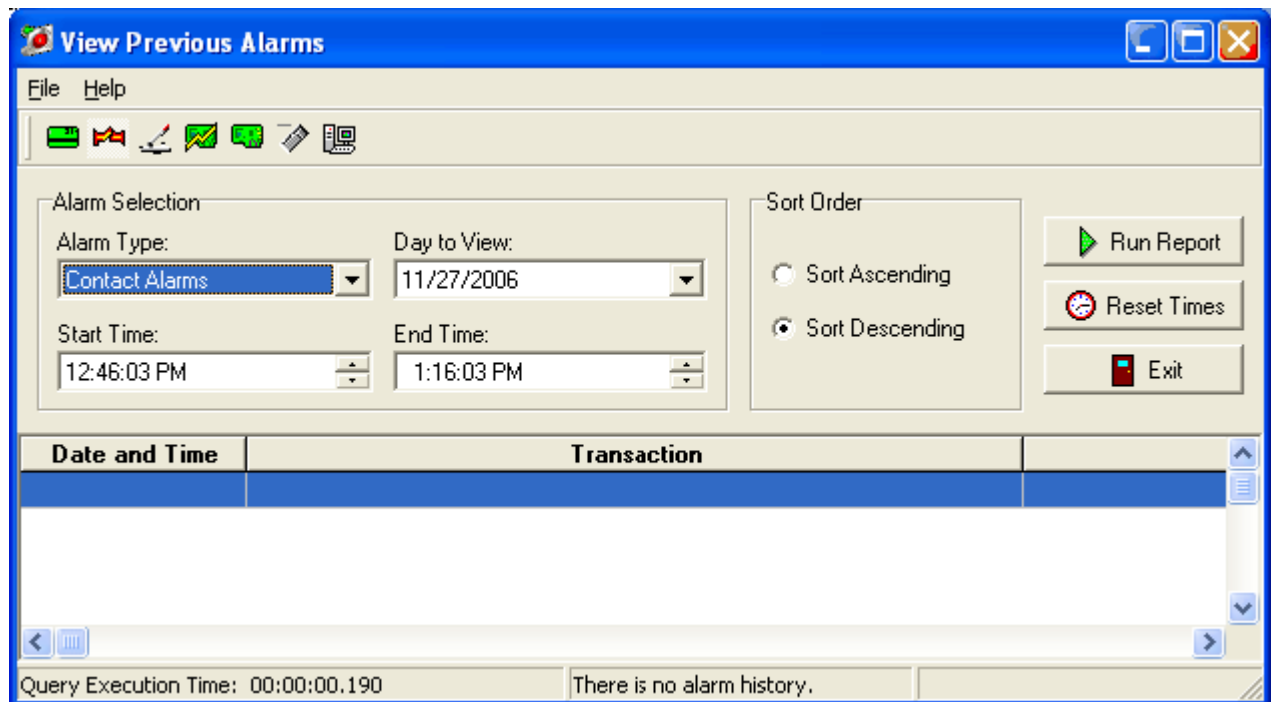 View Previous Alarms
File Help
Alarm Selection
Alarm Type:
Day to View:
Contact Alarms
11/27/2006
Start Time:
End Time:
12:46:03 PM
1:16:03 PM
Sort Order
Sort Ascending
Sort Descending
Run Report
Reset Times
Exit
Date and Time Transaction
Query Execution Time: 00:00:00.190 There is no alarm history.